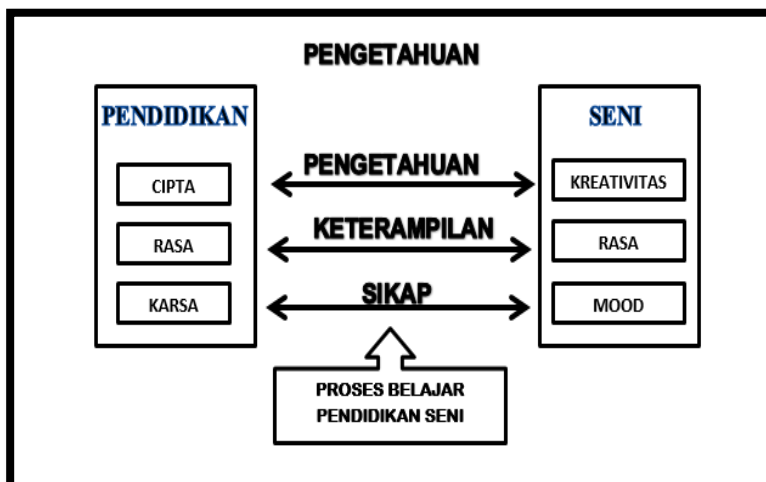 PENGETAHUAN
PENDIDIKAN
SENI
CIPTA
PENGETAHUAN
KREATIVITAS
RASA
KETERAMPILAN
RASA
KARSA
SIKAP
MOOD
PROSES BELAJAR
PENDIDIKAN SENI